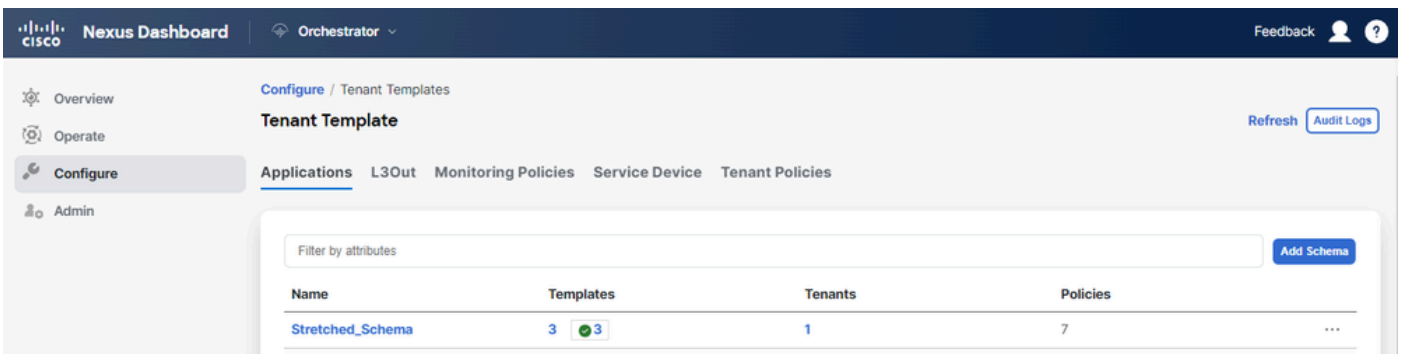 CISCO Nexus Dashboard Orchestrator Feedback ?
Overview
Operate
Configure
Admin
Configure / Tenant Templates
Tenant Template
Refresh Audit Logs
Applications L3Out Monitoring Policies Service Device Tenant Policies
Filter by attributes Add Schema
Name Templates Tenants Policies
Stretched_Schema 3 3 1 7 ...